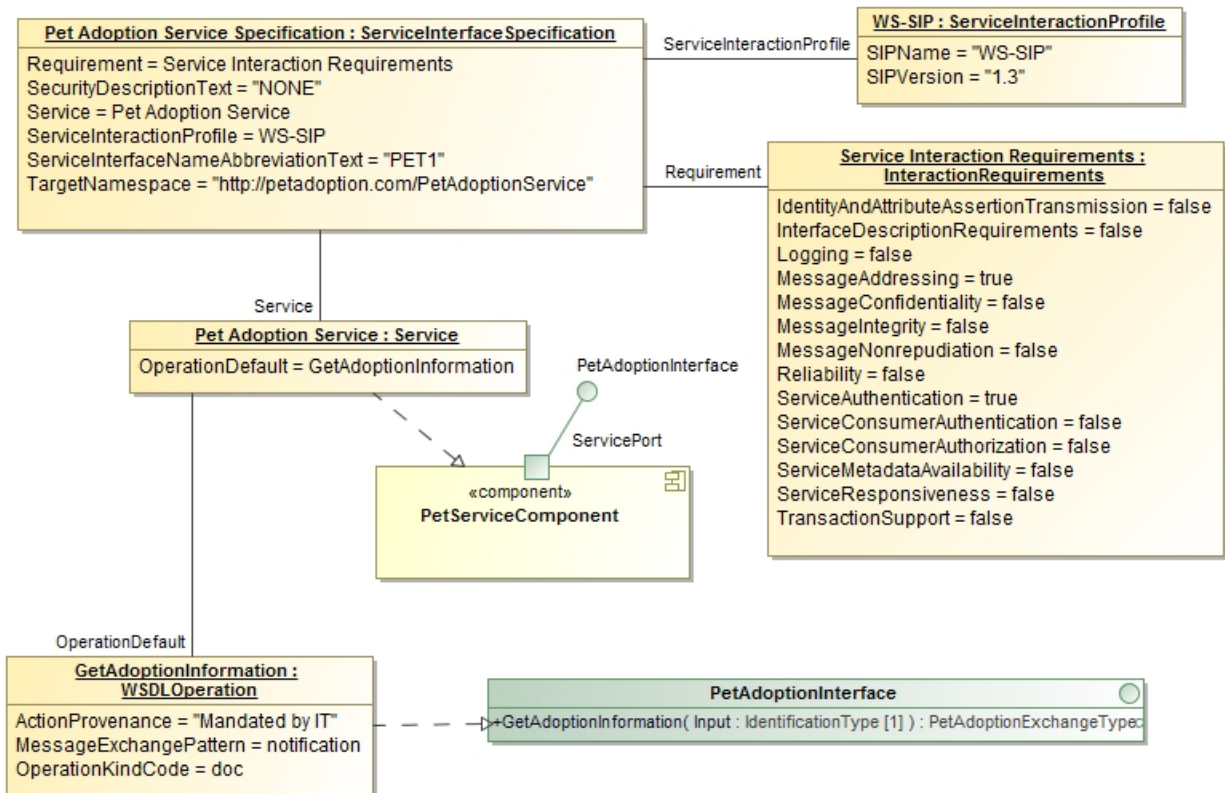 Pet Adoption Service Specification : ServiceInterfaceSpecification
Requirement = Service Interaction Requirements
SecurityDescriptionText = "NONE"
Service = Pet Adoption Service
ServiceInteractionProfile = WS-SIP
ServiceInterfaceNameAbbreviationText = "PET1"
TargetNamespace = "http://petadoption.com/PetAdoptionService"
ServiceInteractionProfile
WS-SIP : ServiceInteractionProfile
SIPName = "WS-SIP"
SIPVersion = "1.3"
Requirement
Service Interaction Requirements :
InteractionRequirements
IdentityAndAttributeAssertionTransmission = false
InterfaceDescriptionRequirements = false
Logging = false
MessageAddressing = true
MessageConfidentiality = false
MessageIntegrity = false
MessageNonrepudiation = false
Reliability = false
ServiceAuthentication = true
ServiceConsumerAuthentication = false
ServiceConsumerAuthorization = false
ServiceMetadataAvailability = false
ServiceResponsiveness = false
TransactionSupport = false
Service
Pet Adoption Service : Service
OperationDefault = GetAdoptionInformation
PetAdoptionInterface
ServicePort
«component»
PetServiceComponent
OperationDefault
GetAdoptionInformation :
WSDLOperation
ActionProvenance = "Mandated by IT"
MessageExchangePattern = notification
OperationKindCode = doc
PetAdoptionInterface
+GetAdoptionInformation( Input : IdentificationType [1] ) : PetAdoptionExchangeType